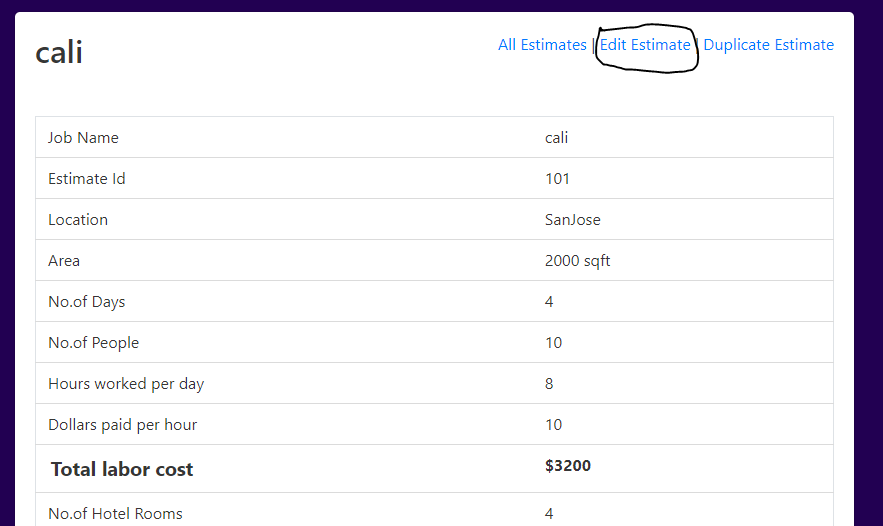 cali
All Estimates | Edit Estimate | Duplicate Estimate
Job Name cali
Estimate Id 101
Location SanJose
Area 2000 sqft
No.of Days 4
No.of People 10
Hours worked per day 8
Dollars paid per hour 10
Total labor cost $3200
No.of Hotel Rooms 4